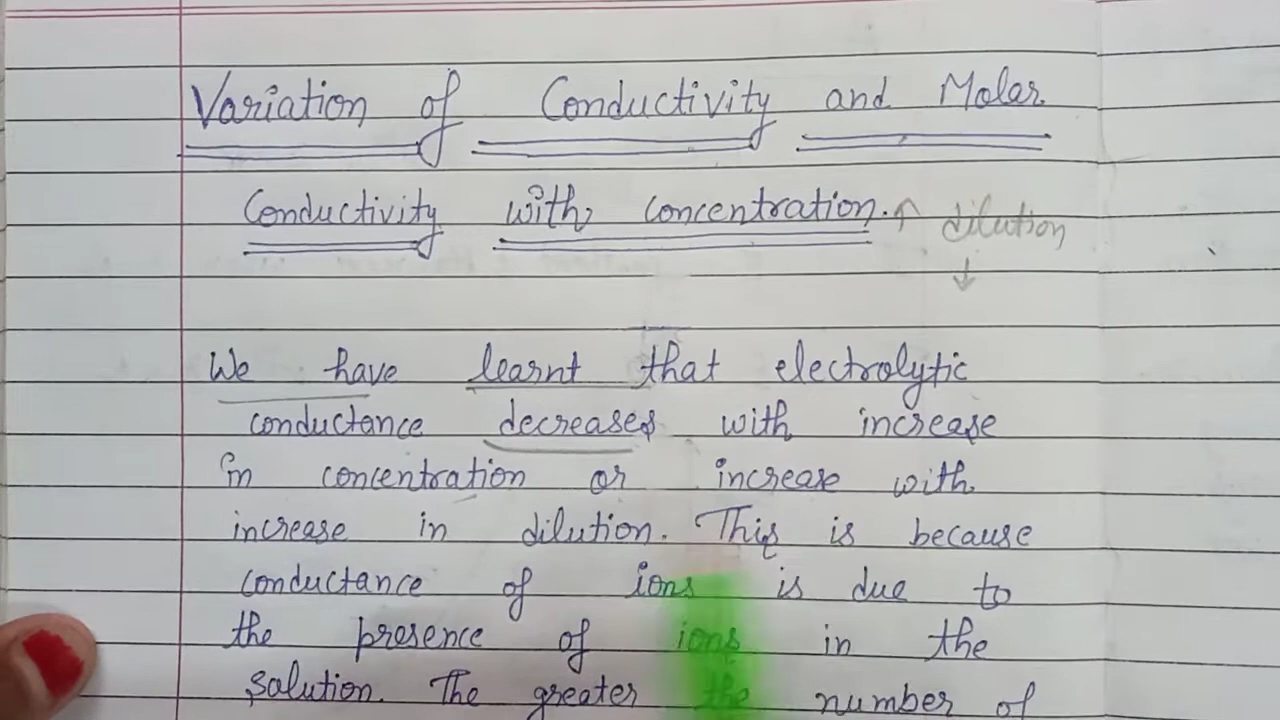 Variation of Conductivity and Molar
Conductivity with concentration. ↑ dilution
↓
We have learnt that electrolytic
conductance decreases with increase
in concentration or increase with
increase in dilution. This is because
conductance of ions is due to
the presence of ions in the
solution. The greater the number of